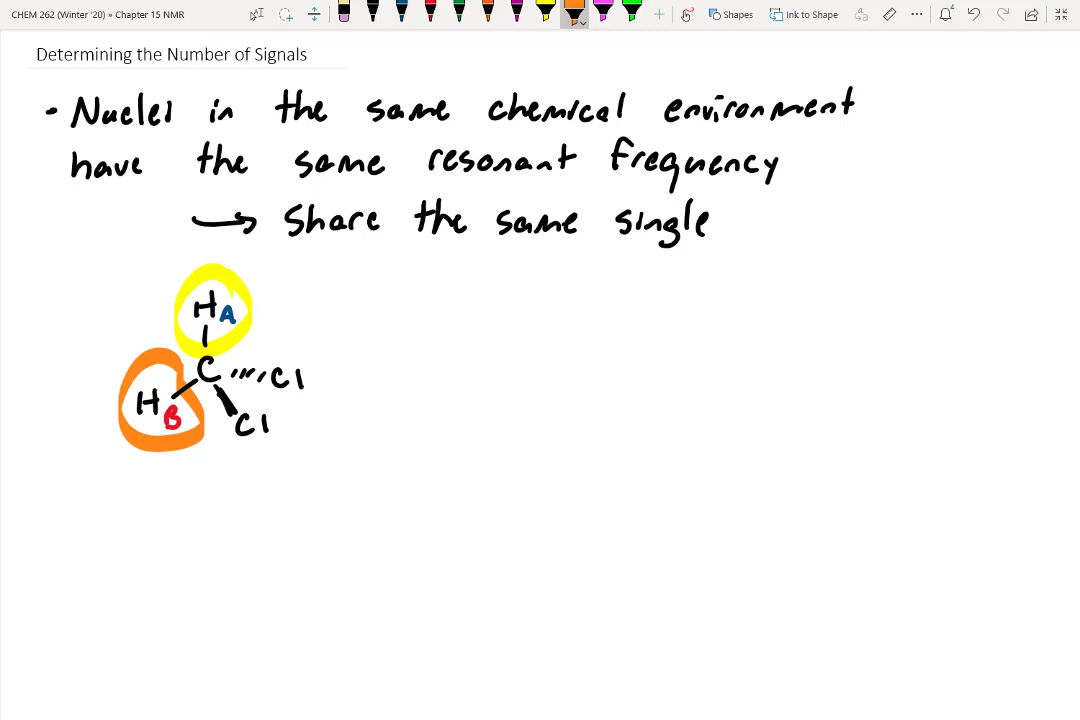 CHEM 262 (Winter '20) » Chapter 15 NMR
Shapes
Ink to Shape
Determining the Number of Signals
• Nuclei in the same chemical environment
have the same resonant frequency
→ Share the same single
H A
C
Cl
H B
Cl